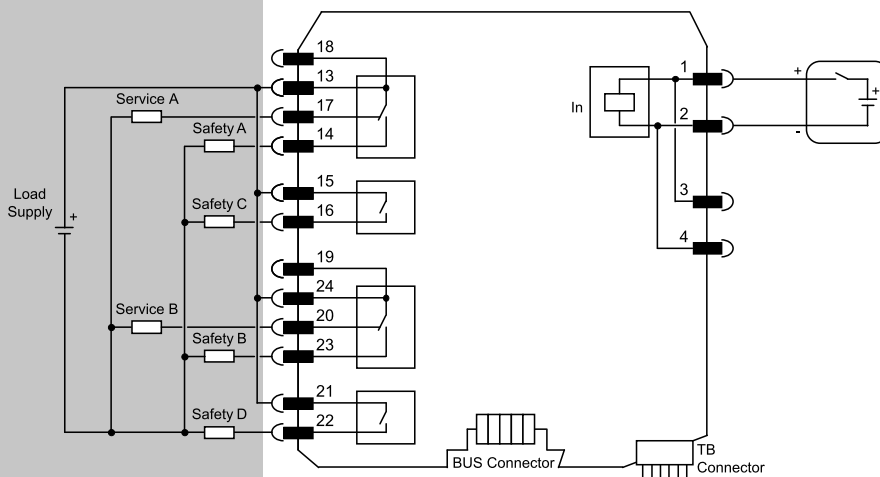 18
13
Service A
17
Safety A
14
15
Safety C
16
Load
Supply
+
19
24
Service B
20
Safety B
23
21
Safety D
22
In
1
+
+
2
-
3
4
BUS Connector
TB
Connector